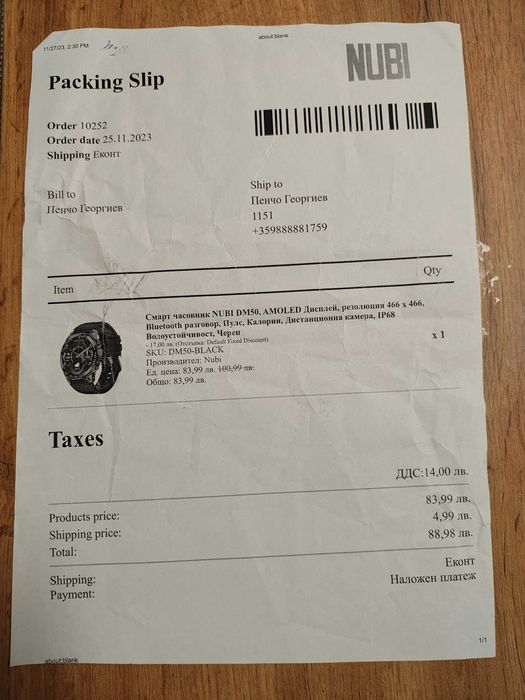 11/27/23, 2:30 PM
about:blank
NUBI
Packing Slip
Order 10252
Order date 25.11.2023
Shipping Еконт
Bill to
Пенчо Георгиев
Ship to
Пенчо Георгиев
1151
+359888881759
Item
Qty
Смарт часовник NUBI DM50, AMOLED Дисплей, резолюция 466 x 466,
Bluetooth разговор, Пулс, Калории, Дистанционна камера, IP68
Волоустойчивост, Черен
- 17,00 лв. (Отстъпка: Default Fixed Discount)
SKU: DM50-BLACK
Производител: Nubi
Ед. цена: 83,99 лв. 100,99 лв.
Общо: 83,99 лв.
x 1
Taxes
ДДС:14,00 лв.
Products price:
83,99 лв.
Shipping price:
4,99 лв.
Total:
88,98 лв.
Shipping:
Еконт
Payment:
Наложен платеж
1/1
about:blank